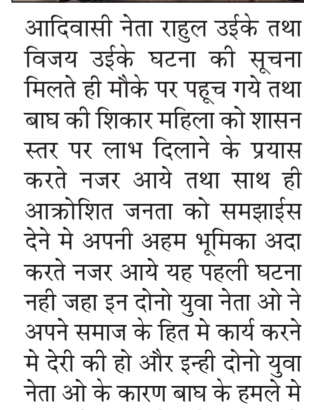 आदिवासी नेता राहुल उईके तथा
विजय उईके घटना की सूचना
मिलते ही मौके पर पहूच गये तथा
बाघ की शिकार महिला को शासन
स्तर पर लाभ दिलाने के प्रयास
करते नजर आये तथा साथ ही
आक्रोशित जनता को समझाईस
देने मे अपनी अहम भूमिका अदा
करते नजर आये यह पहली घटना
नही जहा इन दोनो युवा नेता ओ ने
अपने समाज के हित मे कार्य करने
मे देरी की हो और इन्ही दोनो युवा
नेता ओ के कारण बाघ के हमले मे